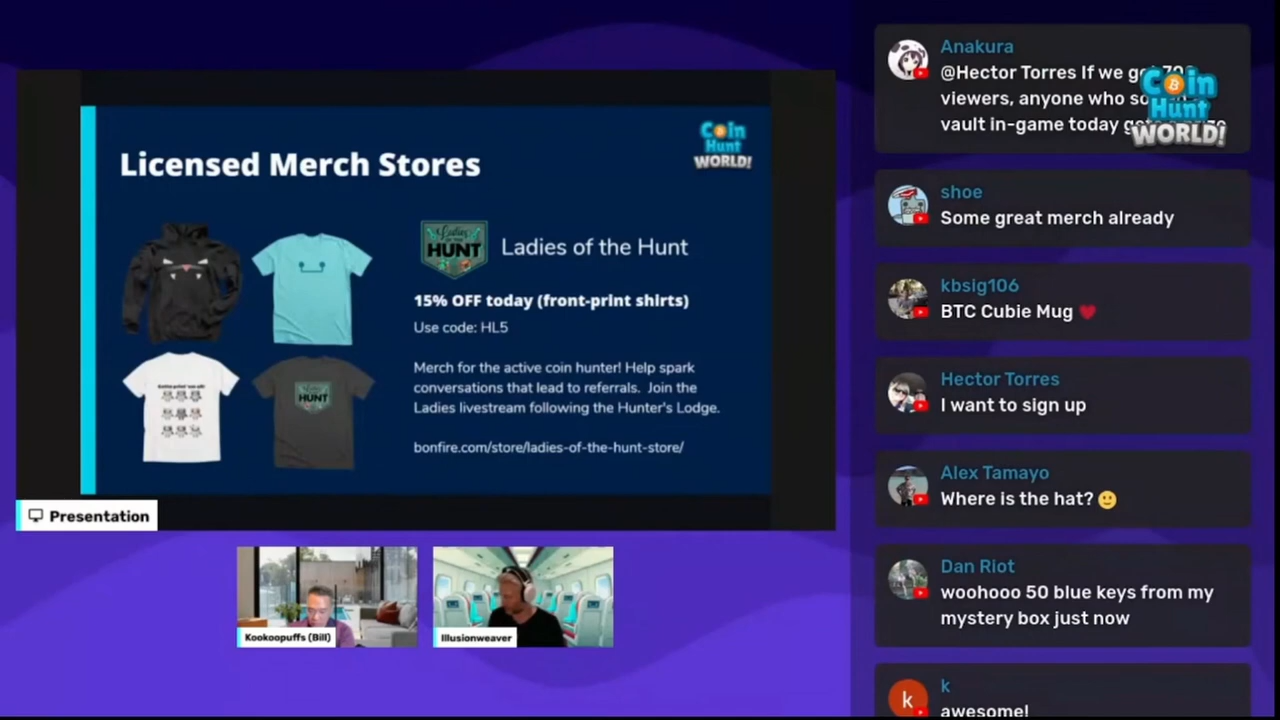 Licensed Merch Stores
Coin
Hunt
WORLD!
Ladies
OF THE
HUNT
Ladies of the Hunt
15% OFF today (front-print shirts)
Use code: HL5
Merch for the active coin hunter! Help spark
conversations that lead to referrals. Join the
Ladies livestream following the Hunter's Lodge.
bonfire.com/store/ladies-of-the-hunt-store/
HUNT
Presentation
Kookoopuffs (Bill)
Illusionweaver
Anakura
@Hector Torres If we get
viewers, anyone who
vault in-game today
Coin
Hunt
WORLD!
shoe
Some great merch already
kbsig106
BTC Cubie Mug ❤️
Hector Torres
I want to sign up
Alex Tamayo
Where is the hat? 🙂
Dan Riot
woohooo 50 blue keys from my
mystery box just now
k
k
awesome!